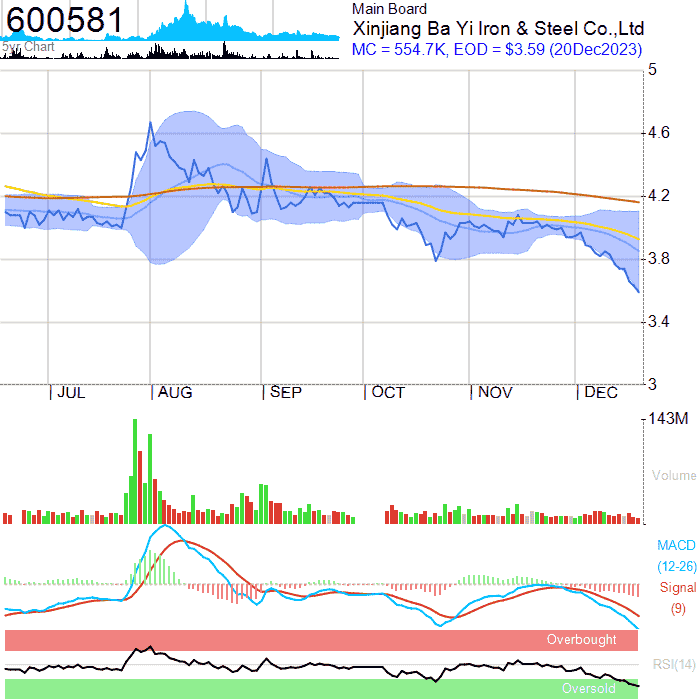 600581
5yr Chart
Main Board
Xinjiang Ba Yi Iron & Steel Co.,Ltd
MC = 554.7K, EOD = $3.59 (20Dec2023)
5
4.6
4.2
3.8
3.4
3
JUL AUG SEP OCT NOV DEC
143M
Volume
MACD
(12-26)
Signal
(9)
Overbought
RSI(14)
Oversold